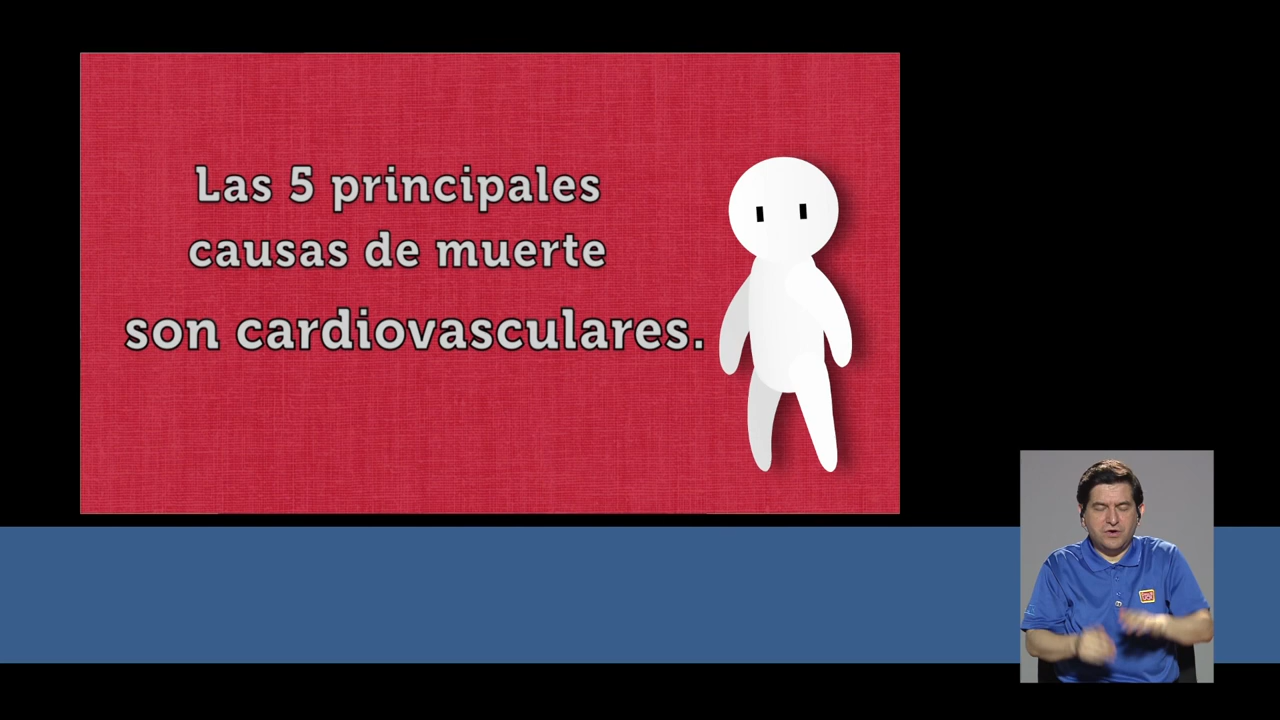 Las 5 principales
causas de muerte
son cardiovasculares.